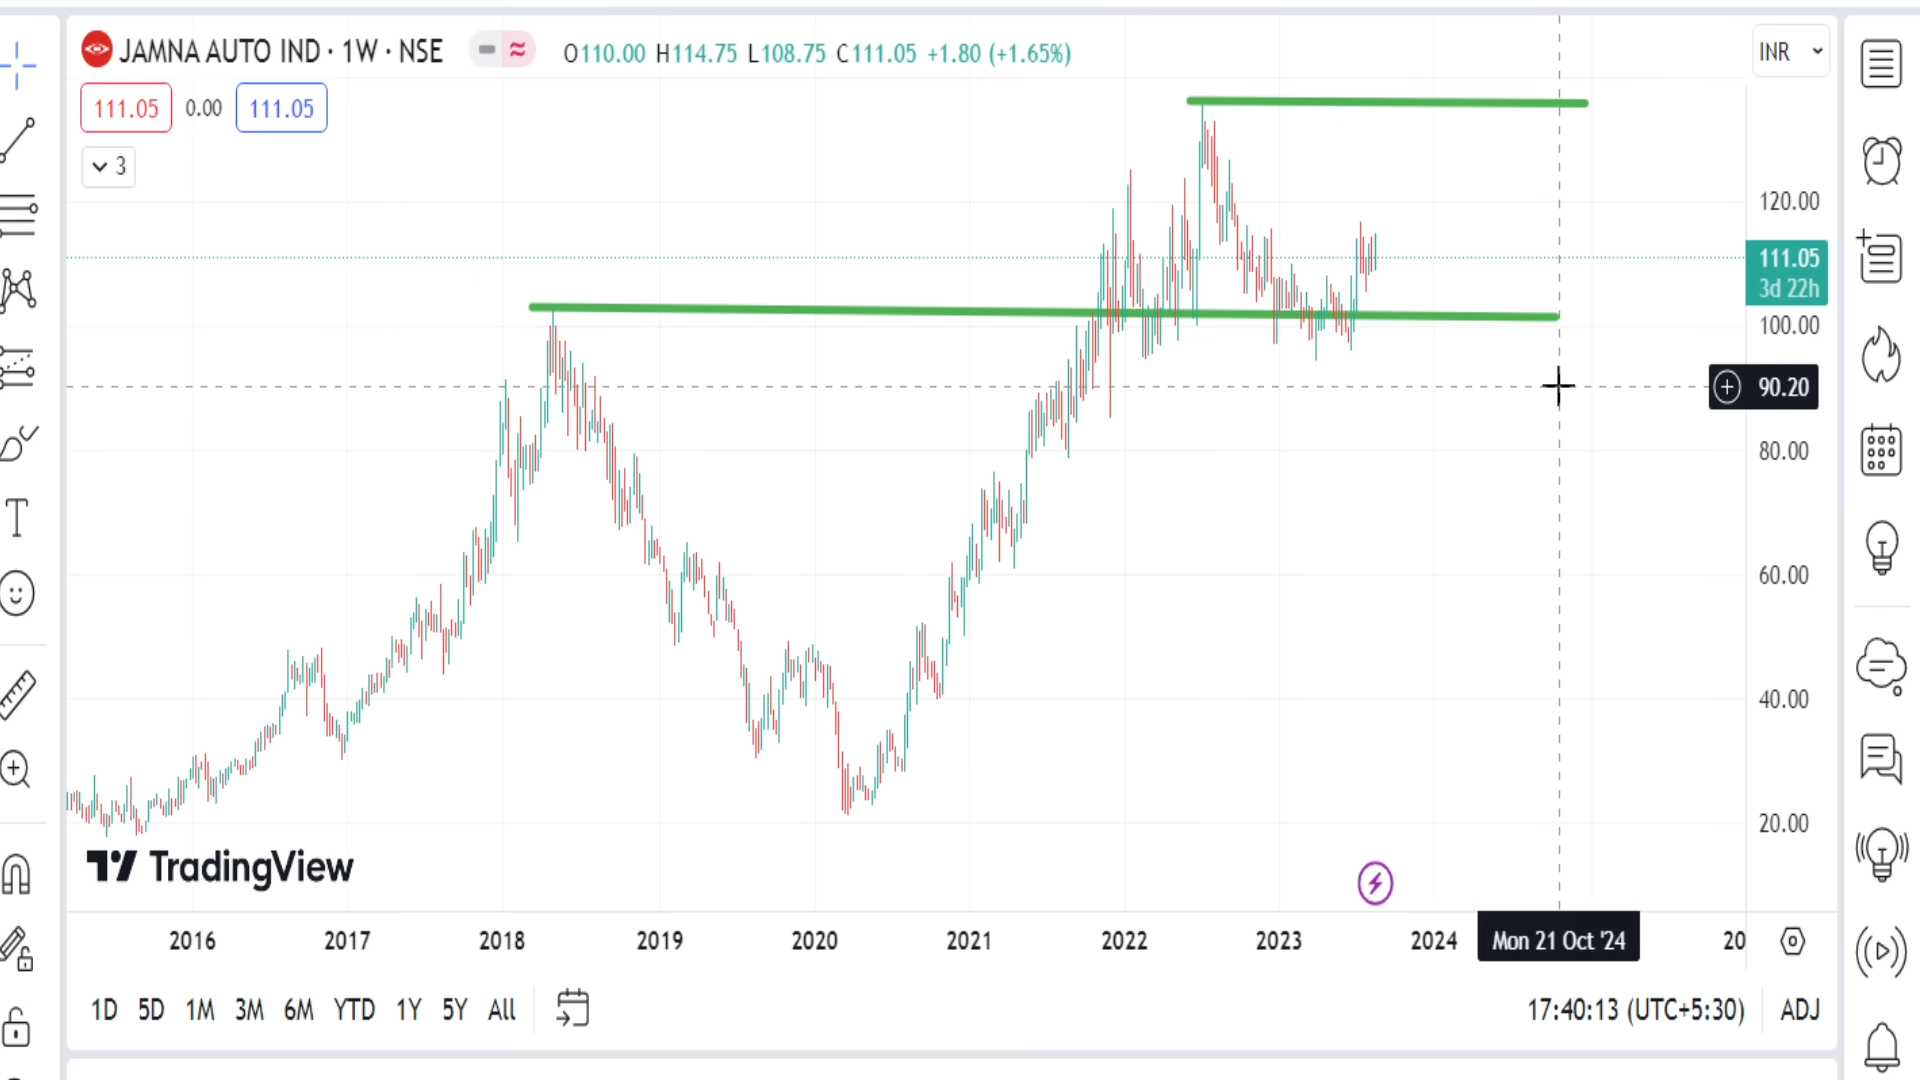 JAMNA AUTO IND · 1W · NSE
O110.00 H114.75 L108.75 C111.05 +1.80 (+1.65%)
INR
111.05 0.00 111.05
3
120.00
111.05
3d 22h
100.00
90.20
80.00
60.00
40.00
20.00
TradingView
2016 2017 2018 2019 2020 2021 2022 2023 2024 Mon 21 Oct '24 20
1D 5D 1M 3M 6M YTD 1Y 5Y All 17:40:13 (UTC+5:30) ADJ